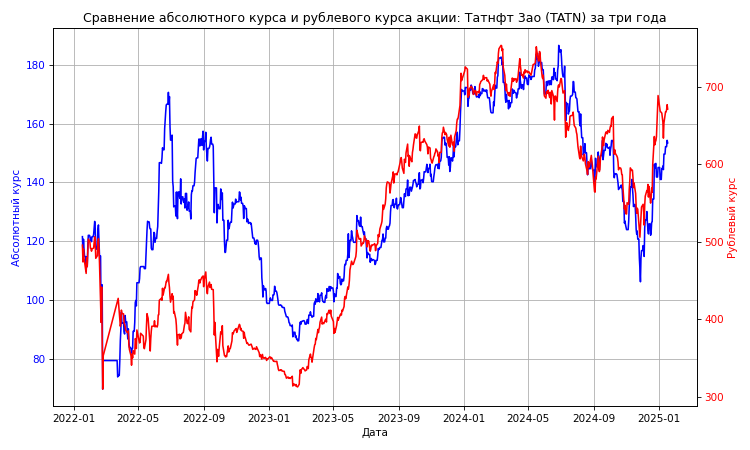 Сравнение абсолютного курса и рублевого курса акции: Татнфт 3ао (TATN) за три года
Абсолютный курс
180
160
140
120
100
80
700
600
500
400
300
Рублевый курс
2022-01 2022-05 2022-09 2023-01 2023-05 2023-09 2024-01 2024-05 2024-09 2025-01
Дата